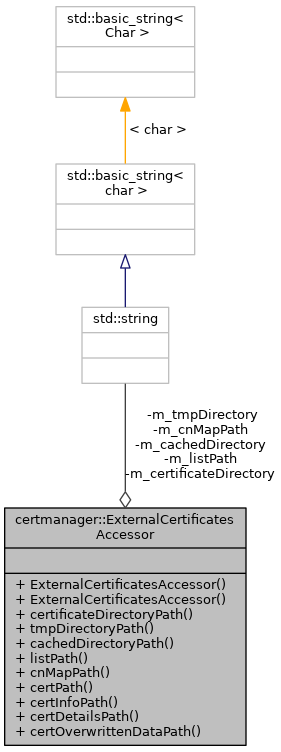 std::basic_string<
Char >
< char >
std::basic_string<
char >
std::string
-m_tmpDirectory
-m_cnMapPath
-m_cachedDirectory
-m_listPath
-m_certificateDirectory
certmanager::ExternalCertificates
Accessor
+ ExternalCertificatesAccessor()
+ ExternalCertificatesAccessor()
+ certificateDirectoryPath()
+ tmpDirectoryPath()
+ cachedDirectoryPath()
+ listPath()
+ cnMapPath()
+ certPath()
+ certInfoPath()
+ certDetailsPath()
+ certOverwrittenDataPath()